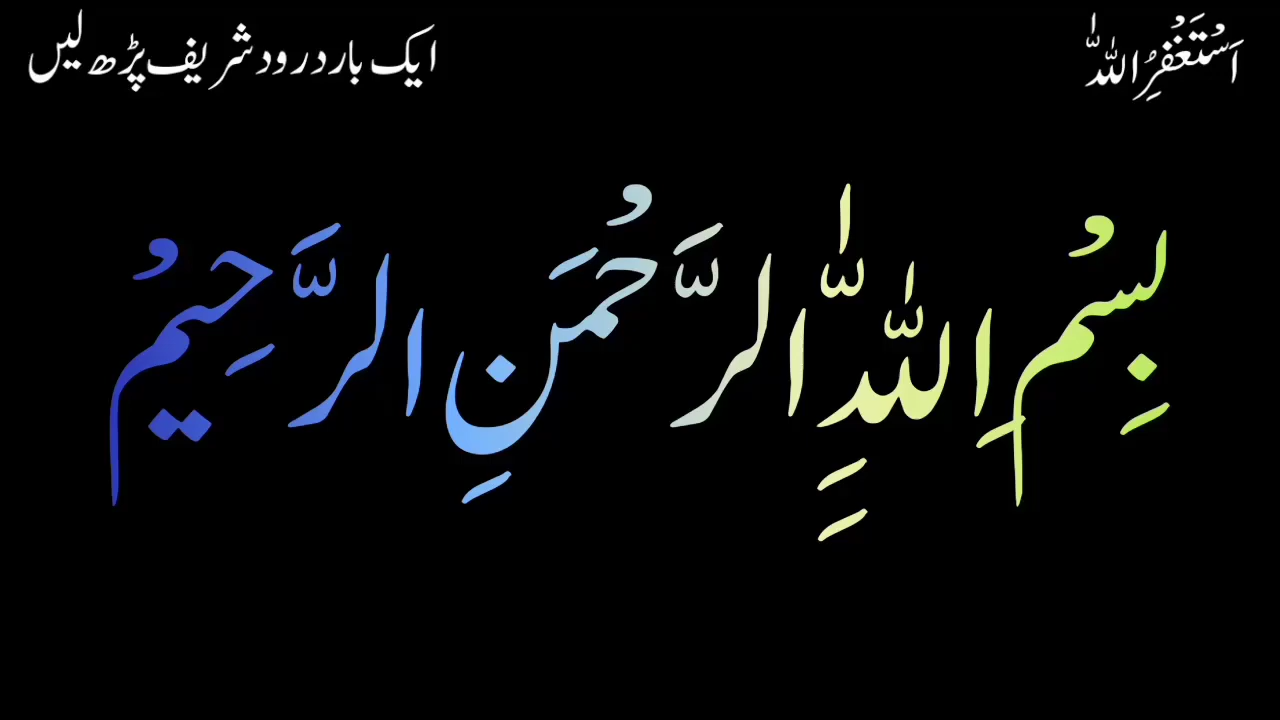 اَسْتَغْفِرُاللّٰہَ
ایک بار درود شریف پڑھ لیں
بِسْمِ اللّٰہِِ الرَّحْمَنِ الرَّحِیْمْ